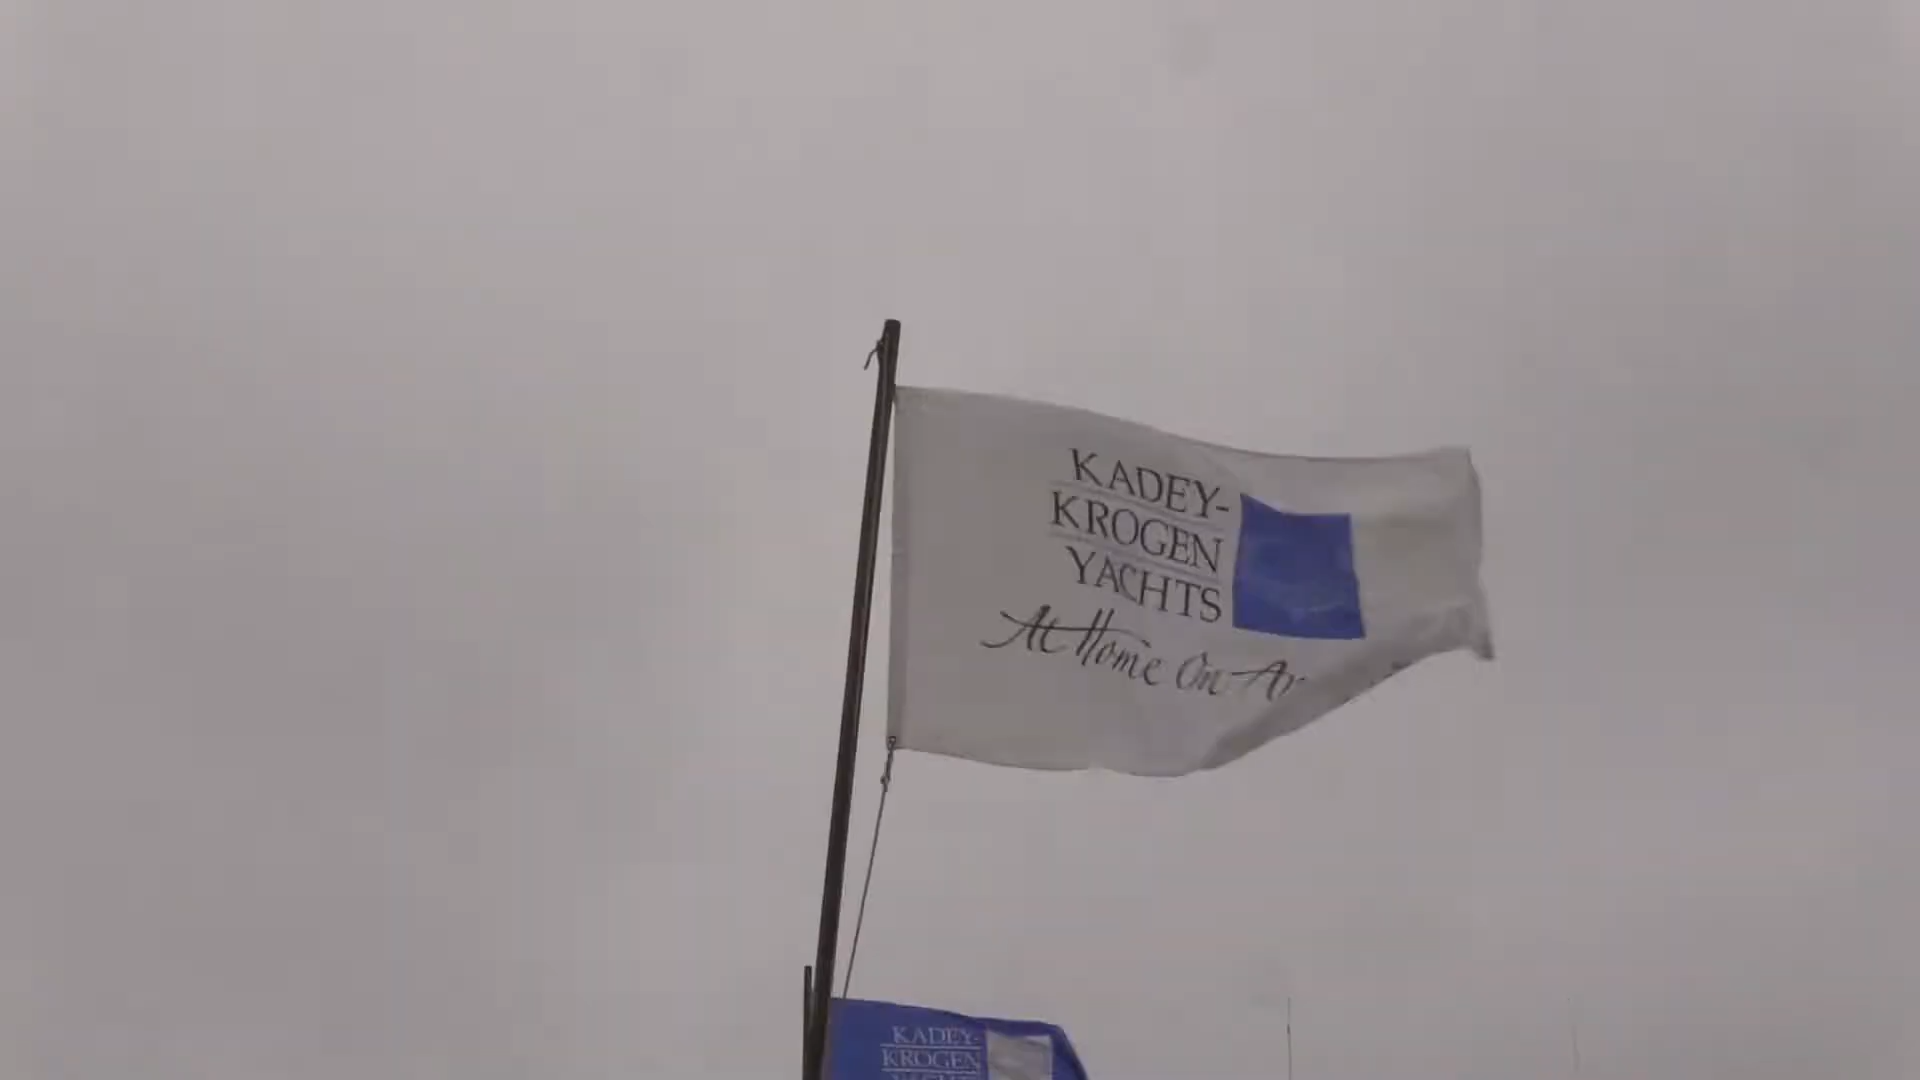 KADEY-
KROGEN
YACHTS
At Home On
KADEY-
KROGEN